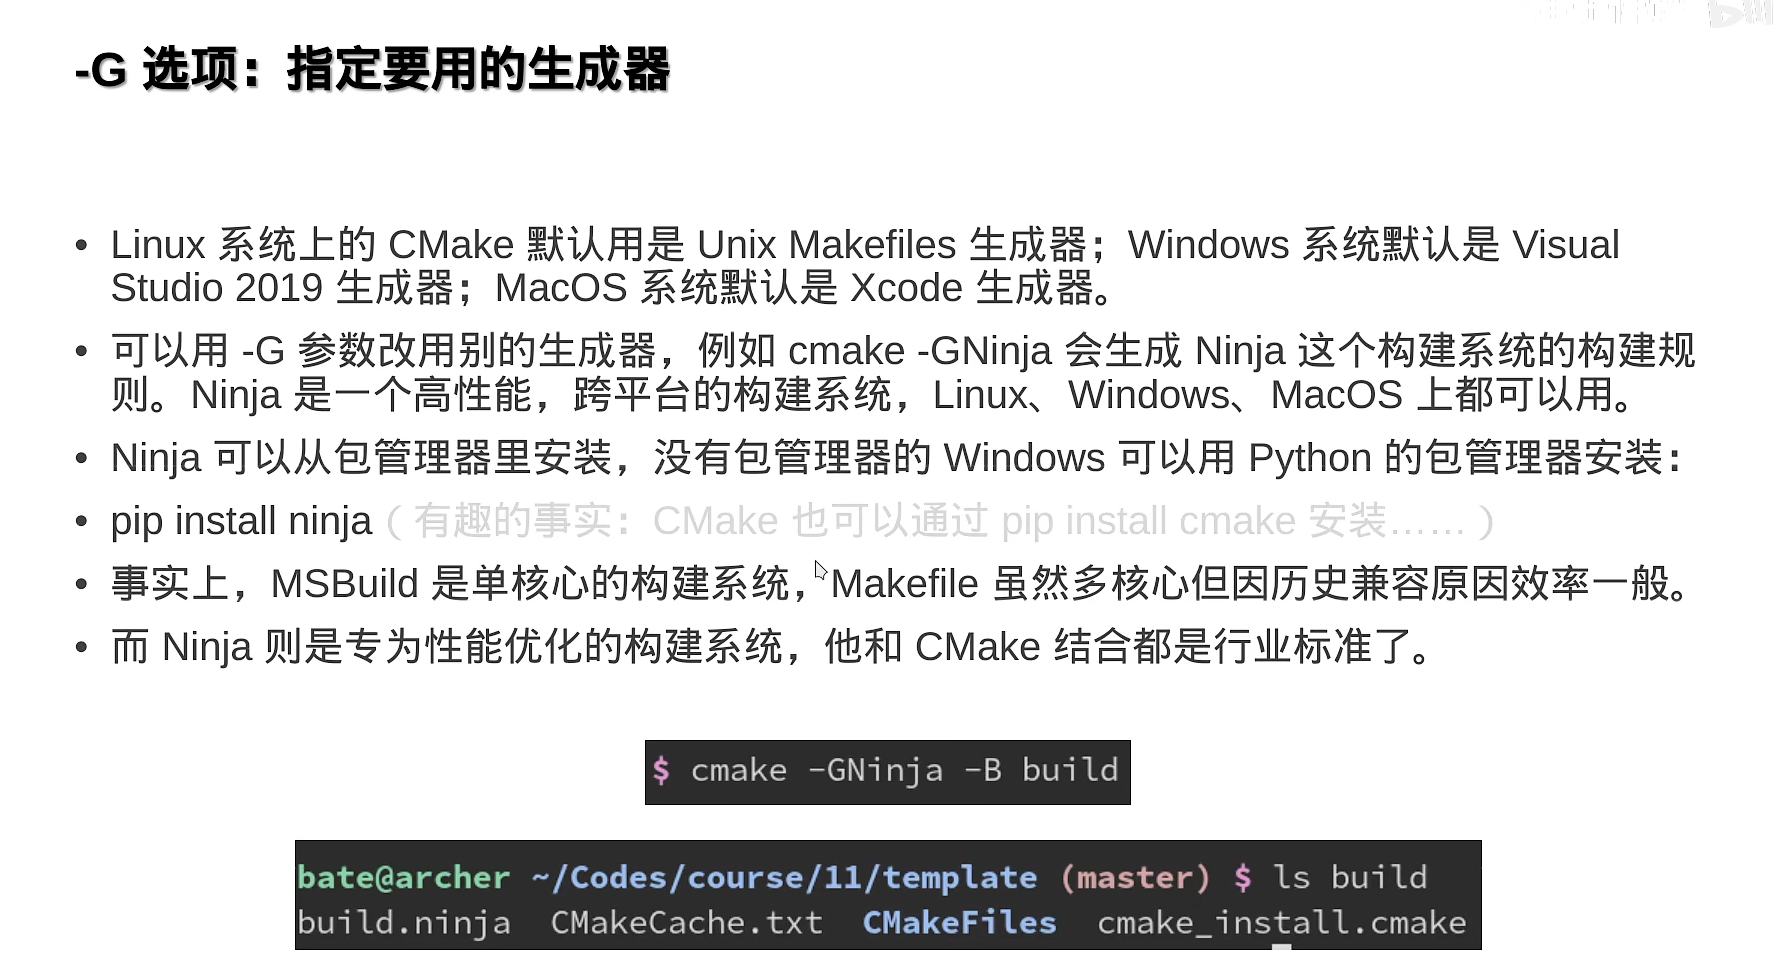 -G 选项：指定要用的生成器
• Linux 系统上的 CMake 默认用是 Unix Makefiles 生成器；Windows 系统默认是 Visual
Studio 2019 生成器；MacOS 系统默认是 Xcode 生成器。
• 可以用 -G 参数改用别的生成器，例如 cmake -GNinja 会生成 Ninja 这个构建系统的构建规
则。Ninja 是一个高性能，跨平台的构建系统，Linux、Windows、MacOS 上都可以用。
• Ninja 可以从包管理器里安装，没有包管理器的 Windows 可以用 Python 的包管理器安装：
• pip install ninja（有趣的事实：CMake 也可以通过 pip install cmake 安装……）
• 事实上，MSBuild 是单核心的构建系统，Makefile 虽然多核心但因历史兼容原因效率一般。
• 而 Ninja 则是专为性能优化的构建系统，他和 CMake 结合都是行业标准了。
$ cmake -GNinja -B build
bate@archer ~/Codes/course/11/template (master) $ ls build
build.ninja CMakeCache.txt CMakeFiles cmake_install.cmake